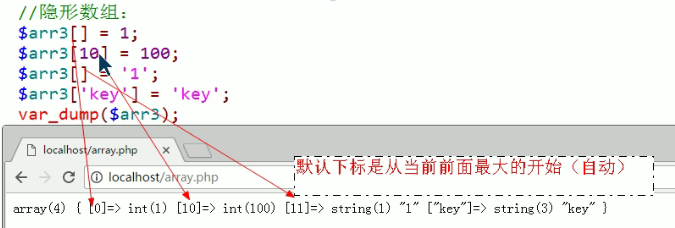 //隐形数组：
$arr3[] = 1;
$arr3[10] = 100;
$arr3[] = '1';
$arr3['key'] = 'key';
var_dump($arr3);
localhost/array.php
localhost/array.php
默认下标是从当前前面最大的开始（自动）
array(4) { [0]=> int(1) [10]=> int(100) [11]=> string(1) "1" ["key"]=> string(3) "key" }